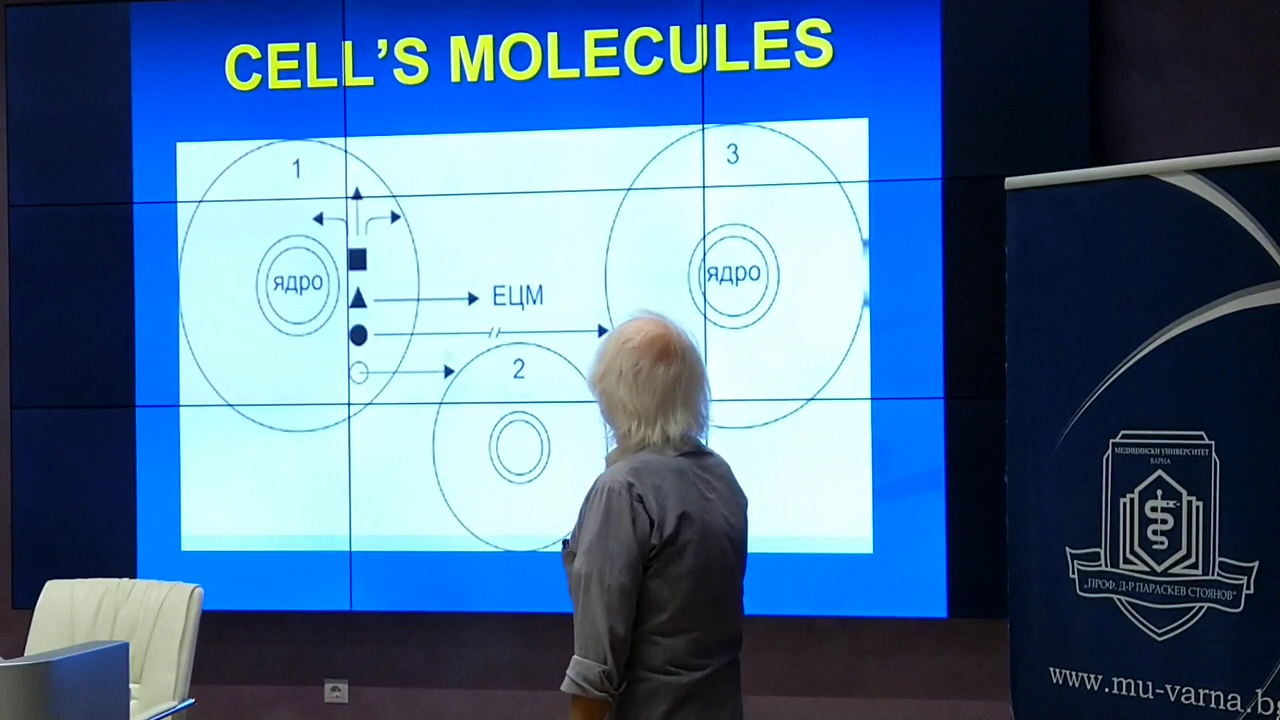 CELL’S MOLECULES
1
3
ядро
ядро
ЕЦМ
2
МЕДИЦИНСКИ УНИВЕРСИТЕТ
ВАРНА
„ПРОФ. Д-Р ПАРАСКЕВ СТОЯНОВ“
www.mu-varna.b